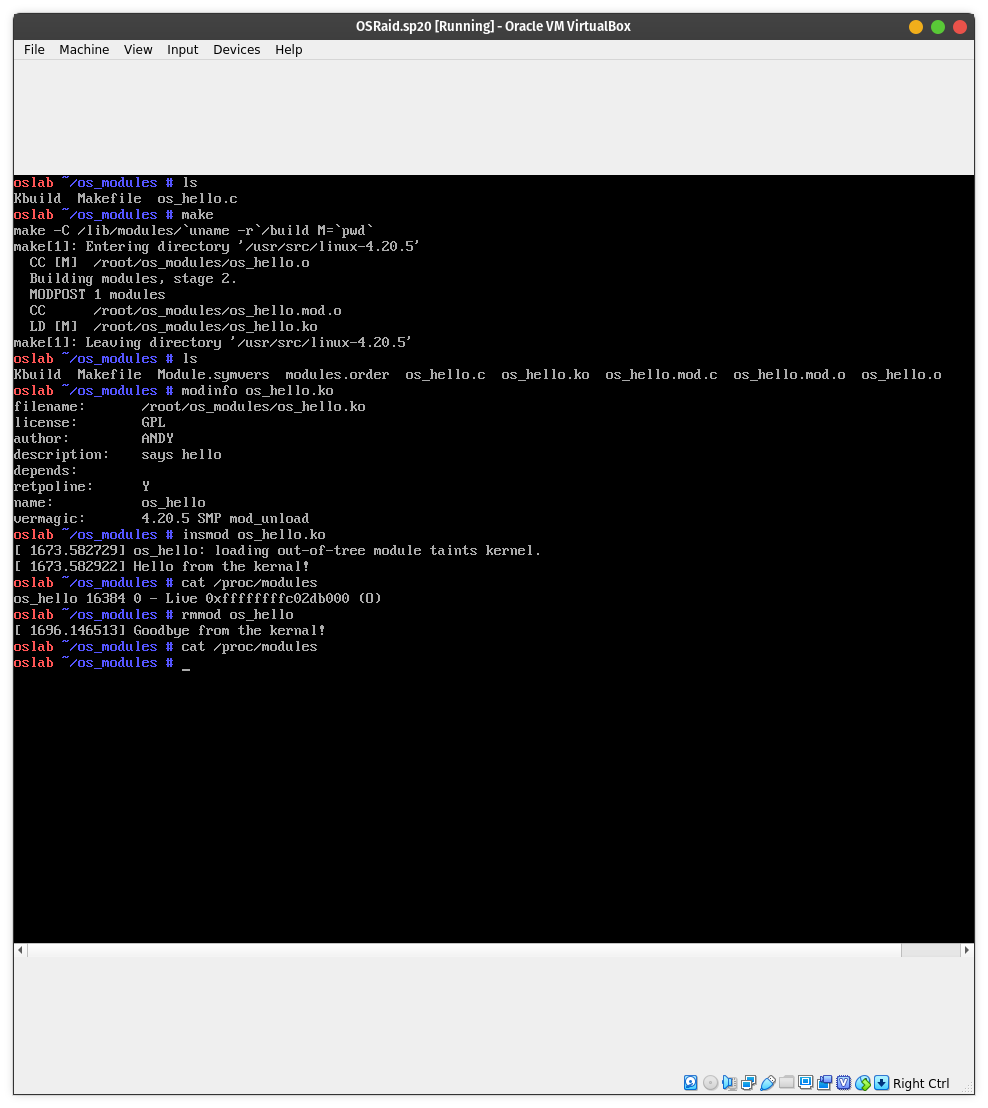 OSRaid.sp20 [Running] - Oracle VM VirtualBox
File Machine View Input Devices Help
oslab ~/os_modules # ls
Kbuild  Makefile  os_hello.c
oslab ~/os_modules # make
make -C /lib/modules/`uname -r`/build M=`pwd`
make[1]: Entering directory '/usr/src/linux-4.20.5'
  CC [M]  /root/os_modules/os_hello.o
  Building modules, stage 2.
  MODPOST 1 modules
  CC      /root/os_modules/os_hello.mod.o
  LD [M]  /root/os_modules/os_hello.ko
make[1]: Leaving directory '/usr/src/linux-4.20.5'
oslab ~/os_modules # ls
Kbuild  Makefile  Module.symvers  modules.order  os_hello.c  os_hello.ko  os_hello.mod.c  os_hello.mod.o  os_hello.o
oslab ~/os_modules # modinfo os_hello.ko
filename:       /root/os_modules/os_hello.ko
license:        GPL
author:         ANDY
description:    says hello
depends:
retpoline:      Y
name:           os_hello
vermagic:       4.20.5 SMP mod_unload
oslab ~/os_modules # insmod os_hello.ko
[ 1673.582729] os_hello: loading out-of-tree module taints kernel.
[ 1673.582922] Hello from the kernal!
oslab ~/os_modules # cat /proc/modules
os_hello 16384 0 - Live 0xffffffffc02db000 (O)
oslab ~/os_modules # rmmod os_hello
[ 1696.146513] Goodbye from the kernal!
oslab ~/os_modules # cat /proc/modules
oslab ~/os_modules # _
Right Ctrl